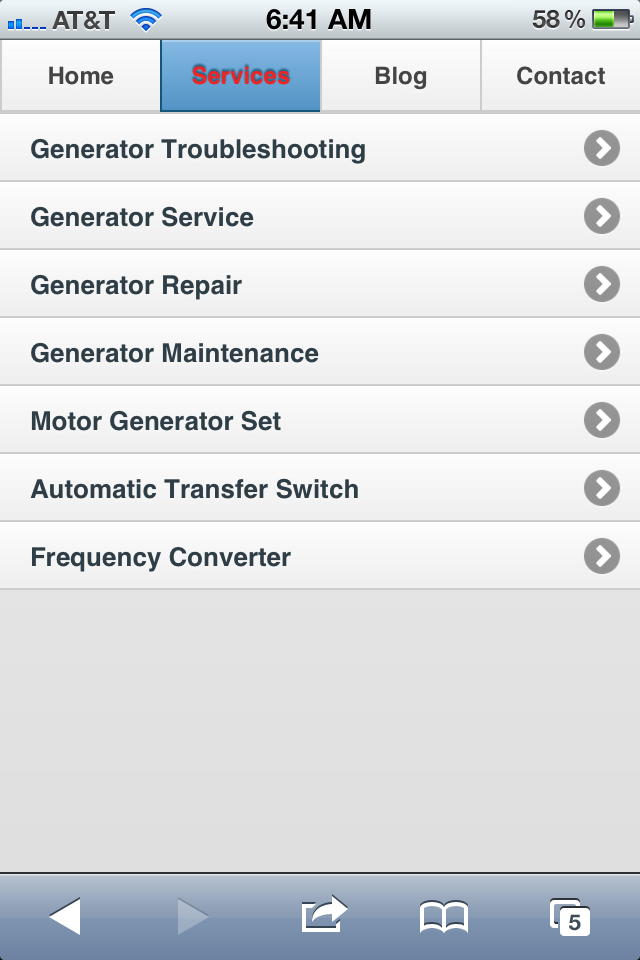 AT&T 6:41 AM 58 %
Home Services Blog Contact
Generator Troubleshooting
Generator Service
Generator Repair
Generator Maintenance
Motor Generator Set
Automatic Transfer Switch
Frequency Converter
5